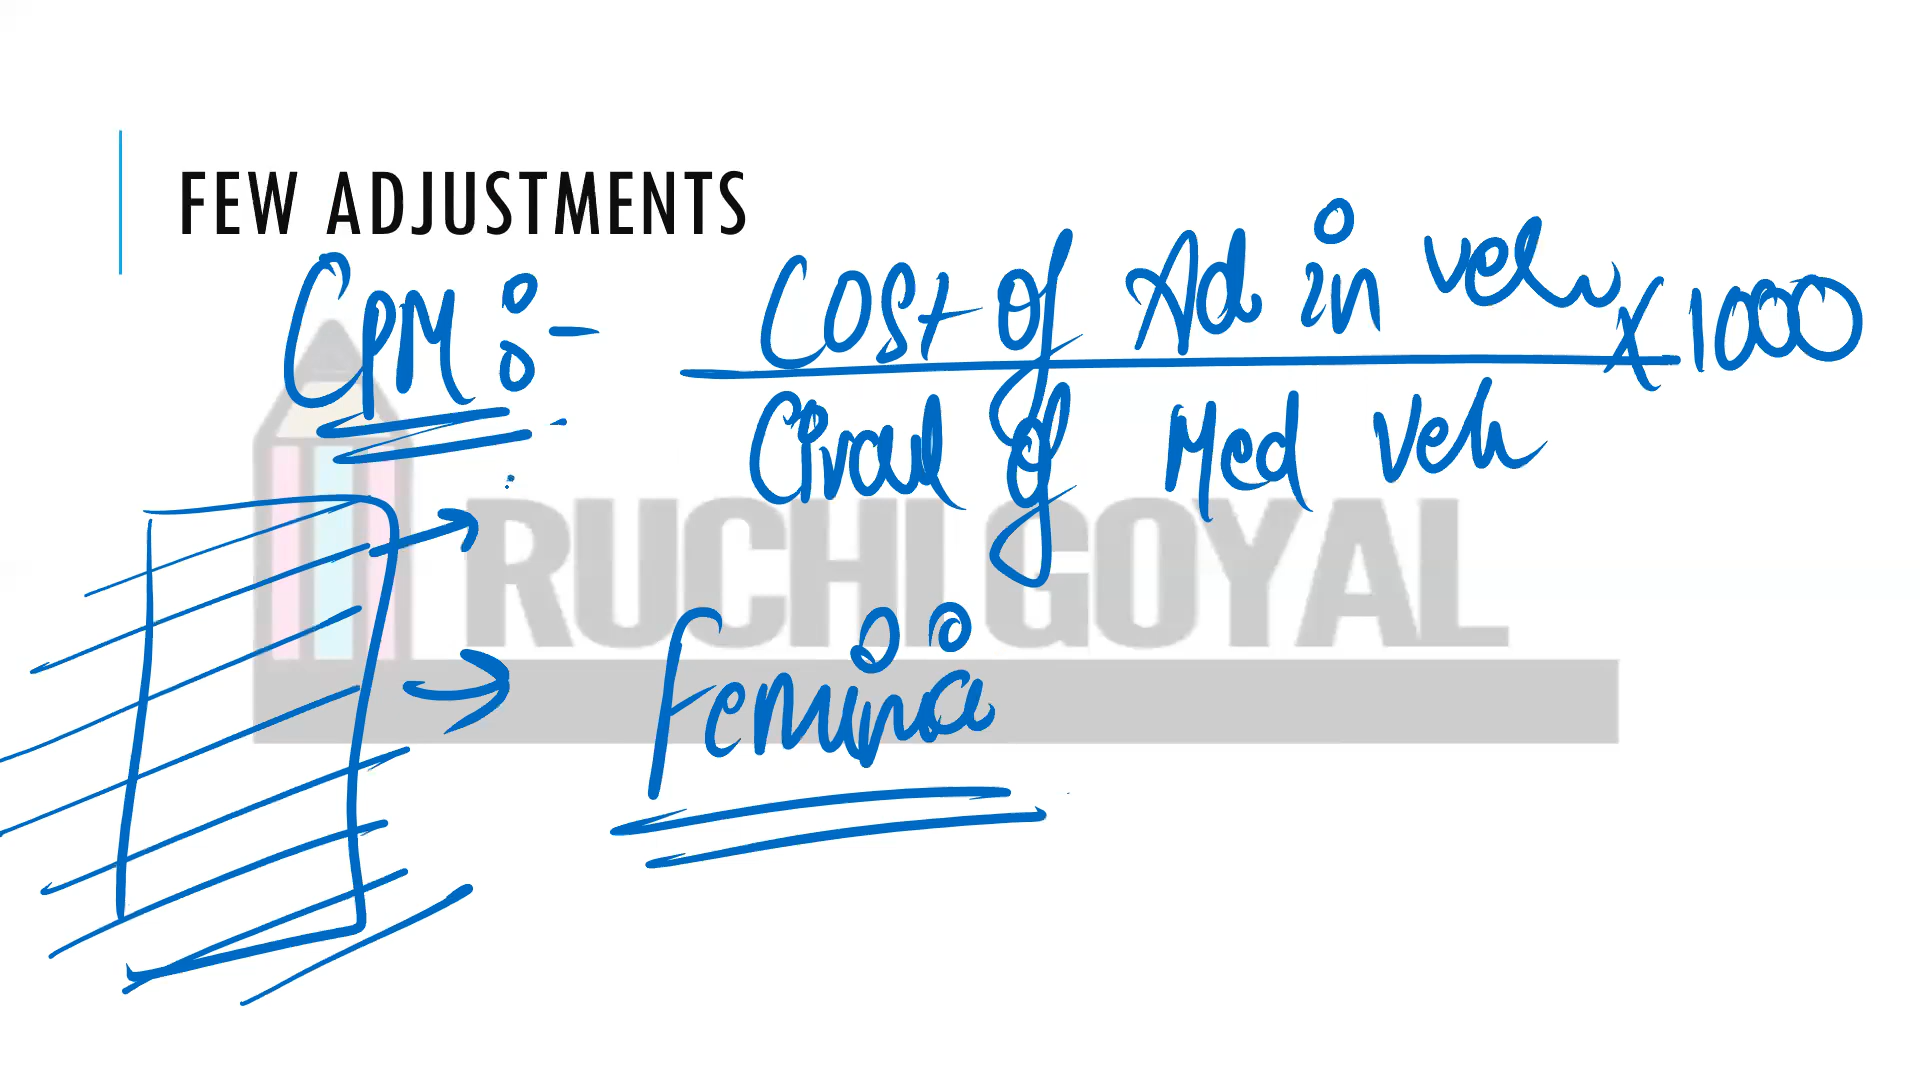 FEW ADJUSTMENTS
CPM :- Cost of Ad in veh x 1000
Circul of Med Veh
RUCHI GOYAL
Femina